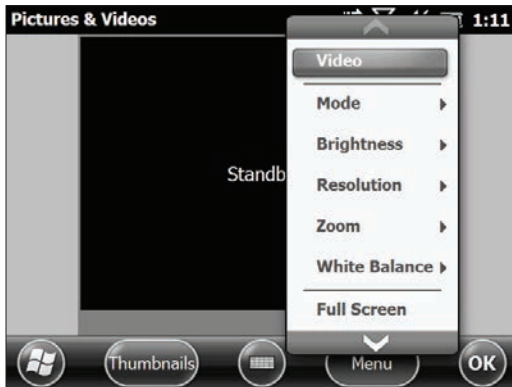 Pictures & Videos 1:11
Video
Mode
Brightness
Standb
Resolution
Zoom
White Balance
Full Screen
Thumbnails
Menu
OK